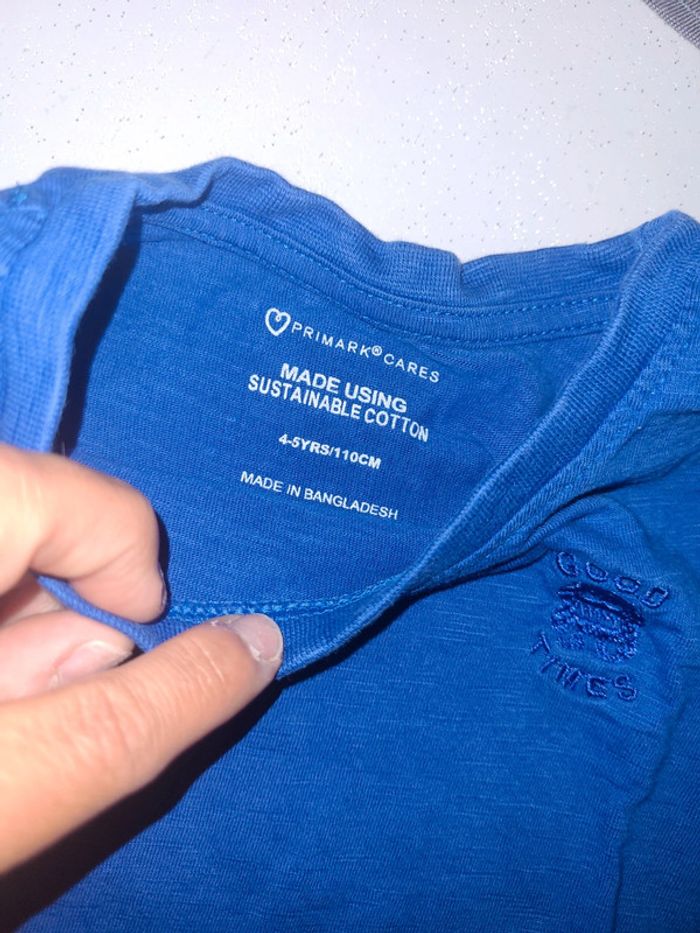 PRIMARK® CARES
MADE USING
SUSTAINABLE COTTON
4-5YRS/110CM
MADE IN BANGLADESH
GOOD
TIMES